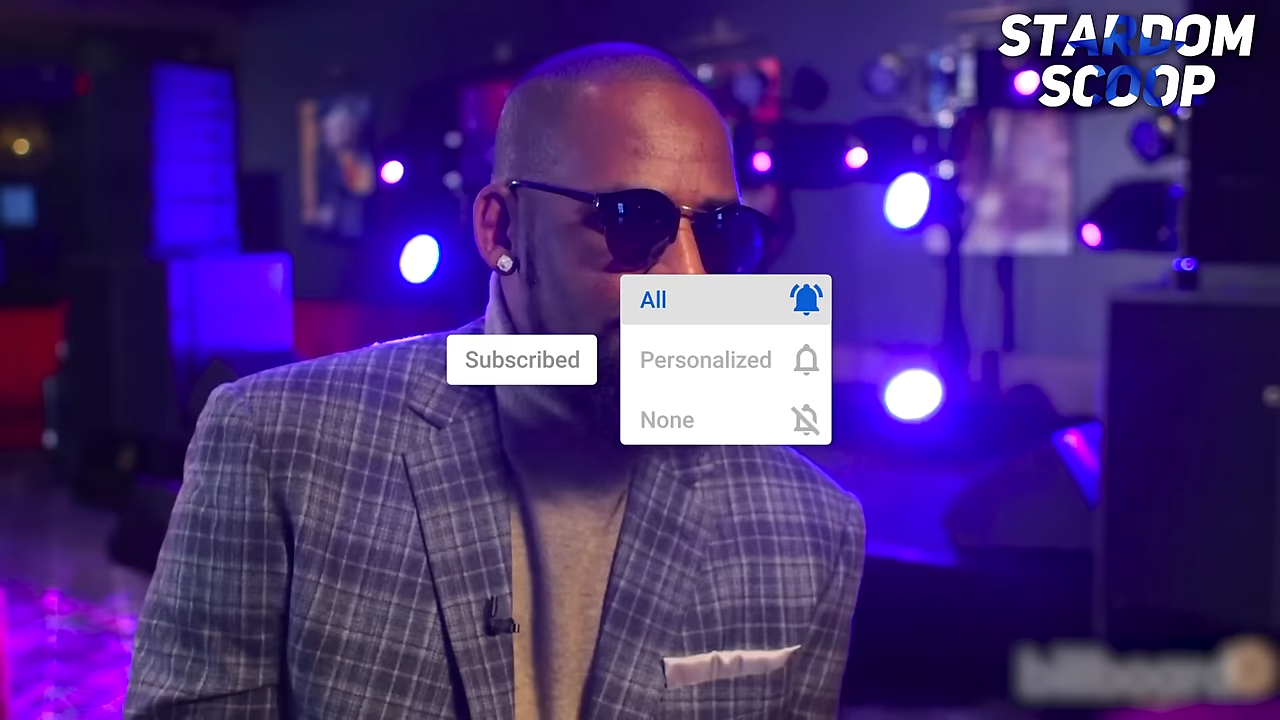 STARDOM
SCOOP
All
Subscribed
Personalized
None